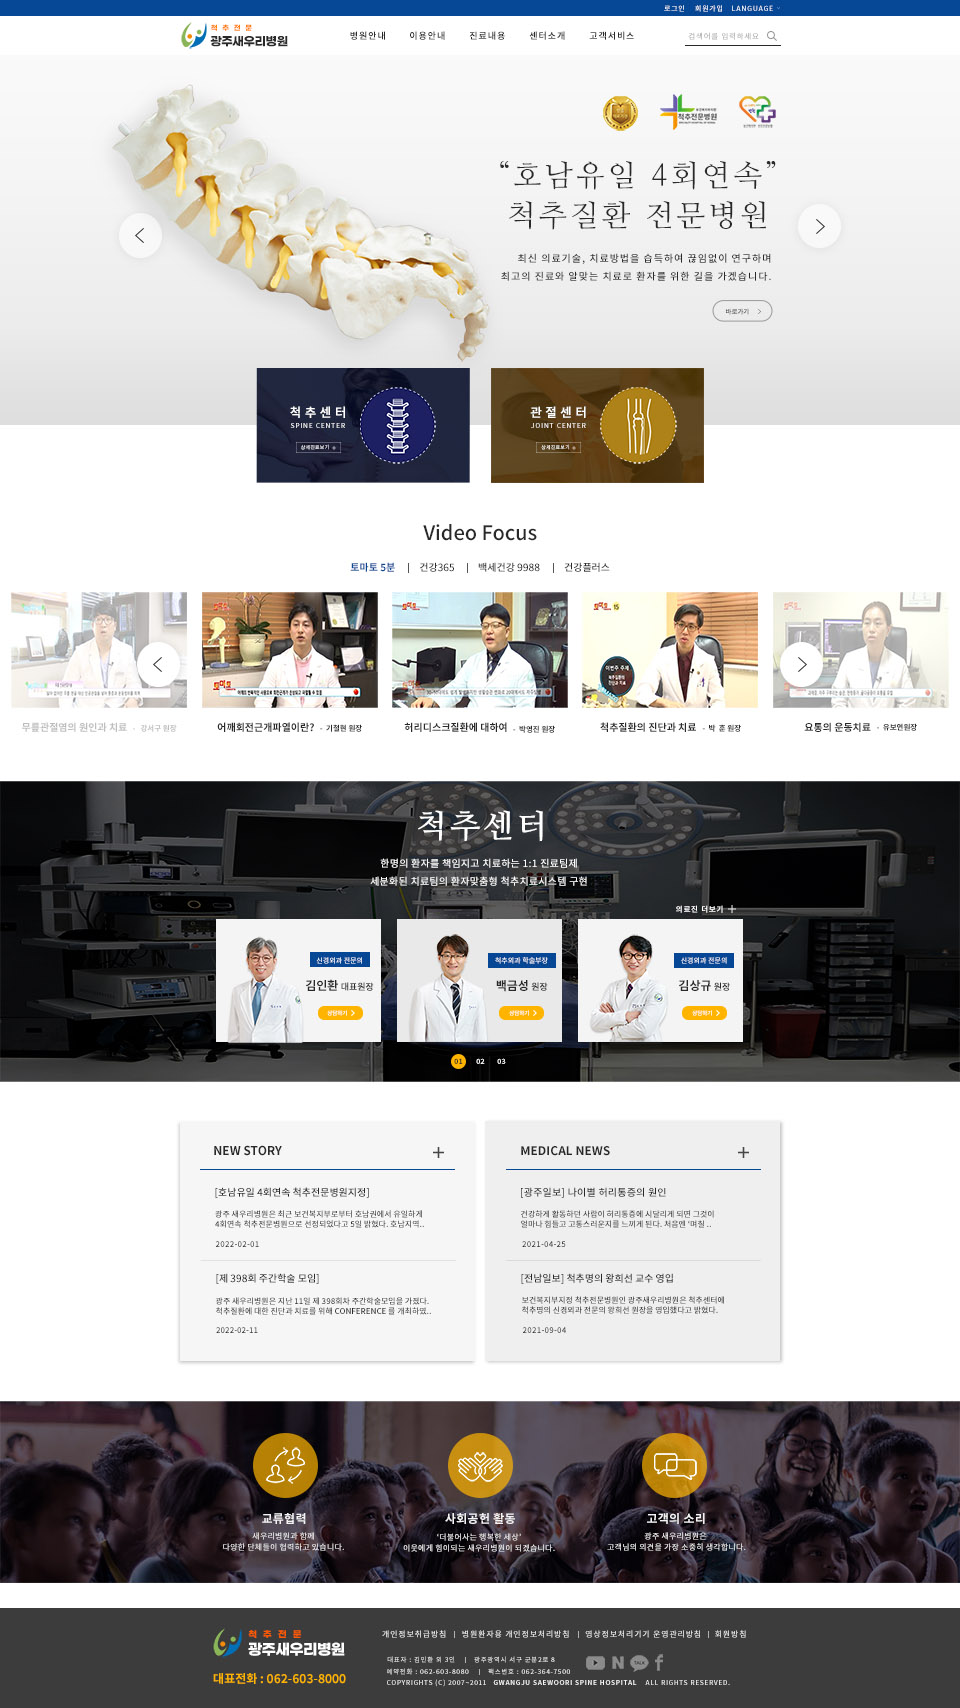 로그인 회원가입 LANGUAGE
척추전문
광주새우리병원
병원안내 이용안내 진료내용 센터소개 고객서비스
검색어를 입력하세요
척추전문병원
“호남유일 4회연속”
척추질환 전문병원
최신 의료기술, 치료방법을 습득하여 끊임없이 연구하며
최고의 진료와 알맞는 치료로 환자를 위한 길을 가겠습니다.
바로가기
척추센터
SPINE CENTER
상세진료보기 +
관절센터
JOINT CENTER
상세진료보기 +
Video Focus
토마토 5분 | 건강365 | 백세건강 9988 | 건강플러스
이번주 주제
척추질환의
진단과 치료
무릎관절염의 원인과 치료 - 강서구 원장
어깨회전근개파열이란? - 기철현 원장
허리디스크질환에 대하여 - 박영진 원장
척추질환의 진단과 치료 - 박 훈 원장
요통의 운동치료 - 유보연원장
척추센터
한명의 환자를 책임지고 치료하는 1:1 진료팀제
세분화된 치료팀의 환자맞춤형 척추치료시스템 구현
의료진 더보기 +
신경외과 전문의
김인환 대표원장
상담하기
척추외과 학술부장
백금성 원장
상담하기
신경외과 전문의
김상규 원장
상담하기
01 02 03
NEW STORY +
[호남유일 4회연속 척추전문병원지정]
광주 새우리병원은 최근 보건복지부로부터 호남권에서 유일하게
4회연속 척추전문병원으로 선정되었다고 5일 밝혔다. 호남지역..
2022-02-01
[제 398회 주간학술 모임]
광주 새우리병원은 지난 11일 제 398회차 주간학술모임을 가졌다.
척추질환에 대한 진단과 치료를 위해 CONFERENCE 를 개최하였..
2022-02-11
MEDICAL NEWS +
[광주일보] 나이별 허리통증의 원인
건강하게 활동하던 사람이 허리통증에 시달리게 되면 그것이
얼마나 힘들고 고통스러운지를 느끼게 된다. 처음엔 ‘며칠 ..
2021-04-25
[전남일보] 척추명의 왕희선 교수 영입
보건복지부지정 척추전문병원인 광주새우리병원은 척추센터에
척추명의 신경외과 전문의 왕희선 원장을 영입했다고 밝혔다.
2021-09-04
교류협력
새우리병원과 함께
다양한 단체들이 협력하고 있습니다.
사회공헌 활동
‘더불어사는 행복한 세상’
이웃에게 힘이되는 새우리병원이 되겠습니다.
고객의 소리
광주 새우리병원은
고객님의 의견을 가장 소중히 생각합니다.
척추전문
광주새우리병원
대표전화 : 062-603-8000
개인정보취급방침 | 병원환자용 개인정보처리방침 | 영상정보처리기기 운영관리방침 | 회원방침
대표자 : 김인환 외 3인 | 광주광역시 서구 군분2로 8
예약전화 : 062-603-8080 | 팩스번호 : 062-364-7500
N TALK f
COPYRIGHTS (C) 2007~2011 GWANGJU SAEWOORI SPINE HOSPITAL ALL RIGHTS RESERVED.